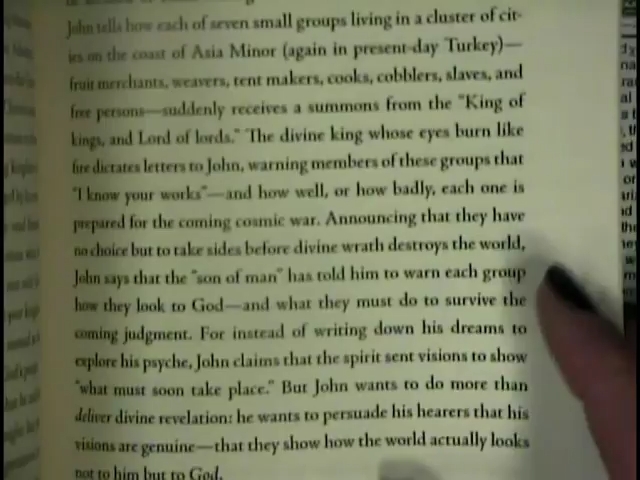 John tells how each of seven small groups living in a cluster of cit-
ies on the coast of Asia Minor (again in present-day Turkey)—
fruit merchants, weavers, tent makers, cooks, cobblers, slaves, and
free persons—suddenly receives a summons from the "King of
kings, and Lord of lords." The divine king whose eyes burn like
fire dictates letters to John, warning members of these groups that
"I know your works"—and how well, or how badly, each one is
prepared for the coming cosmic war. Announcing that they have
no choice but to take sides before divine wrath destroys the world,
John says that the "son of man" has told him to warn each group
how they look to God—and what they must do to survive the
coming judgment. For instead of writing down his dreams to
explore his psyche, John claims that the spirit sent visions to show
"what must soon take place." But John wants to do more than
deliver divine revelation: he wants to persuade his hearers that his
visions are genuine—that they show how the world actually looks
not to him but to God.